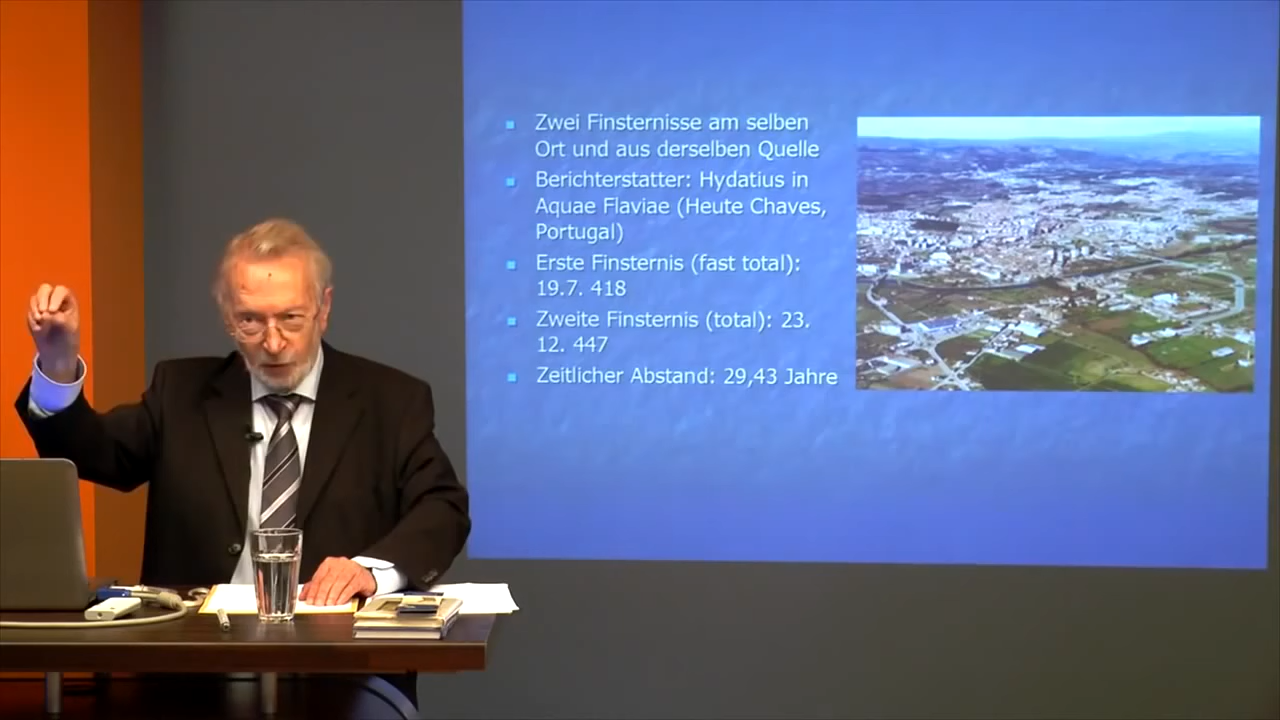 Zwei Finsternisse am selben
Ort und aus derselben Quelle
Berichterstatter: Hydatius in
Aquae Flaviae (Heute Chaves,
Portugal)
Erste Finsternis (fast total):
19.7. 418
Zweite Finsternis (total): 23.
12. 447
Zeitlicher Abstand: 29,43 Jahre